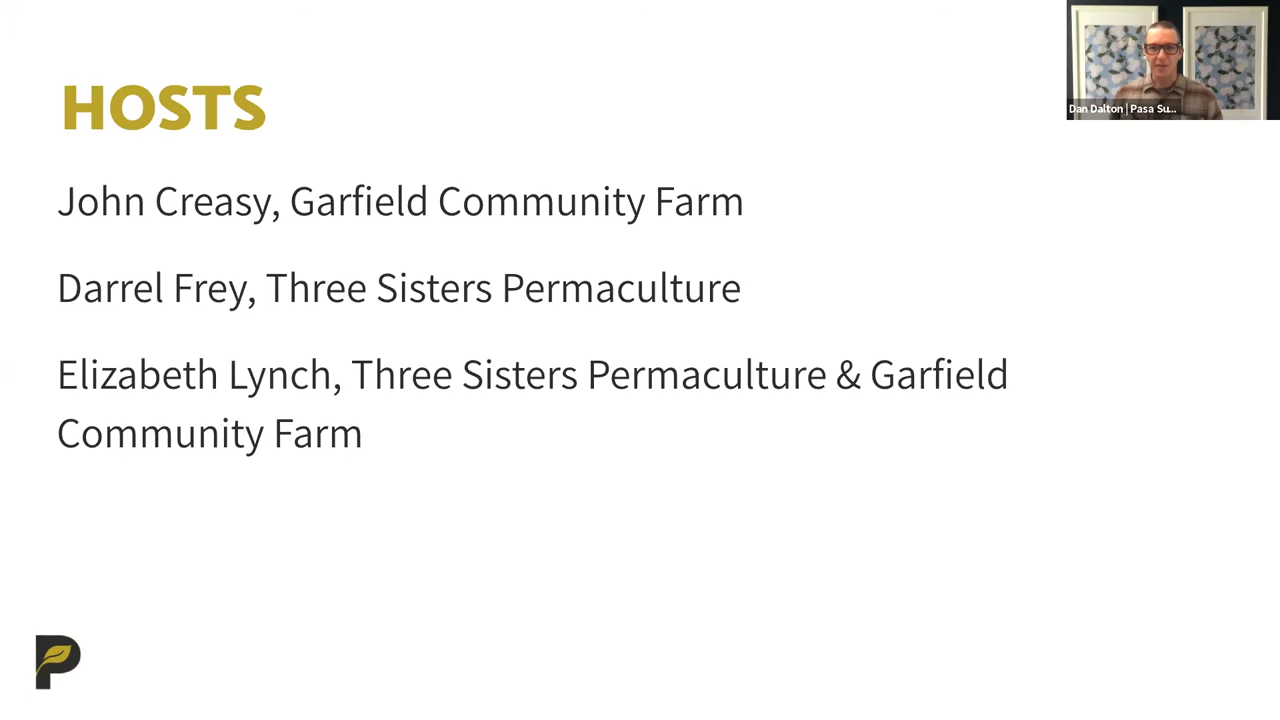 HOSTS
Dan Dalton | Pasa Su...
John Creasy, Garfield Community Farm
Darrel Frey, Three Sisters Permaculture
Elizabeth Lynch, Three Sisters Permaculture & Garfield
Community Farm
P